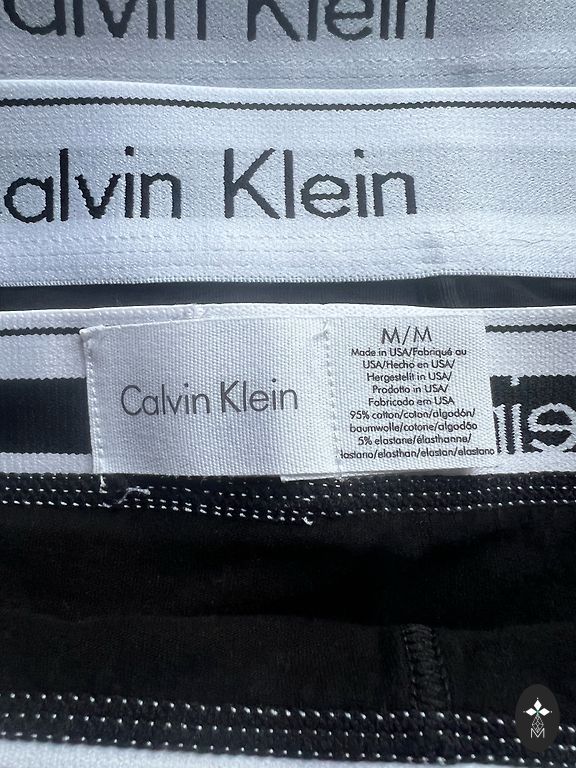 Calvin Klein
Calvin Klein
Calvin Klein
M/M
Made in USA/Fabriqué au
USA/Hecho en USA/
Hergestellt in USA/
Prodotto in USA/
Fabricado em USA
95% cotton/coton/algodón/
baumwolle/cotone/algodão
5% elastane/élasthanne/
elastano/elasthan/elastan/elastano